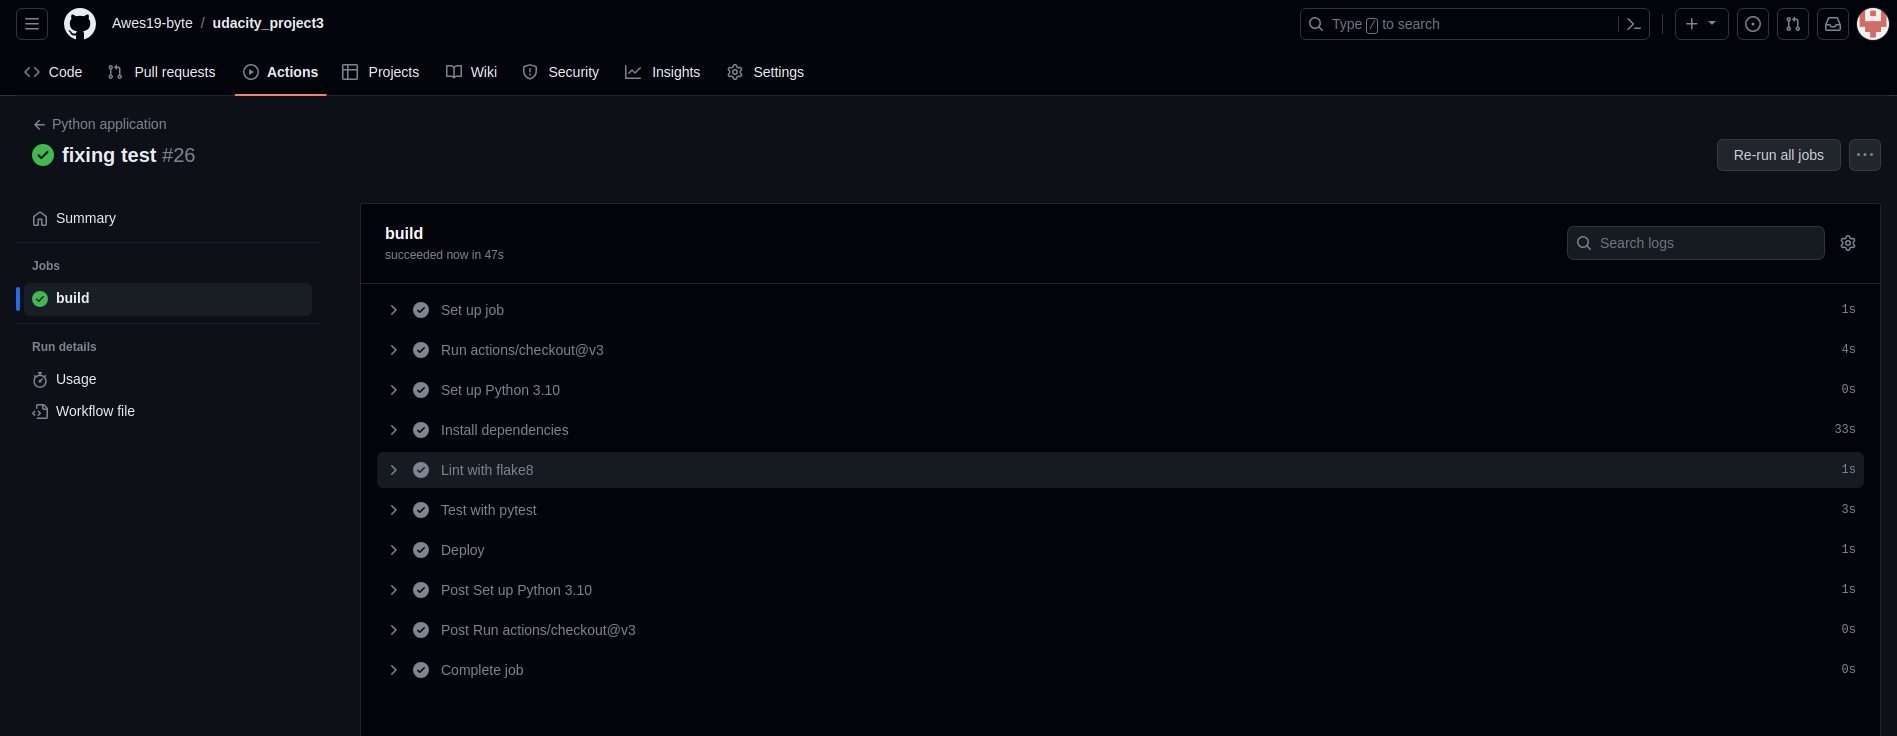 Awes19-byte / udacity_project3
Type / to search
Code Pull requests Actions Projects Wiki Security Insights Settings
Python application
fixing test #26
Re-run all jobs
Summary
Jobs
build
Run details
Usage
Workflow file
build
succeeded now in 47s
Search logs
Set up job 1s
Run actions/checkout@v3 4s
Set up Python 3.10 0s
Install dependencies 33s
Lint with flake8 1s
Test with pytest 3s
Deploy 1s
Post Set up Python 3.10 1s
Post Run actions/checkout@v3 0s
Complete job 0s